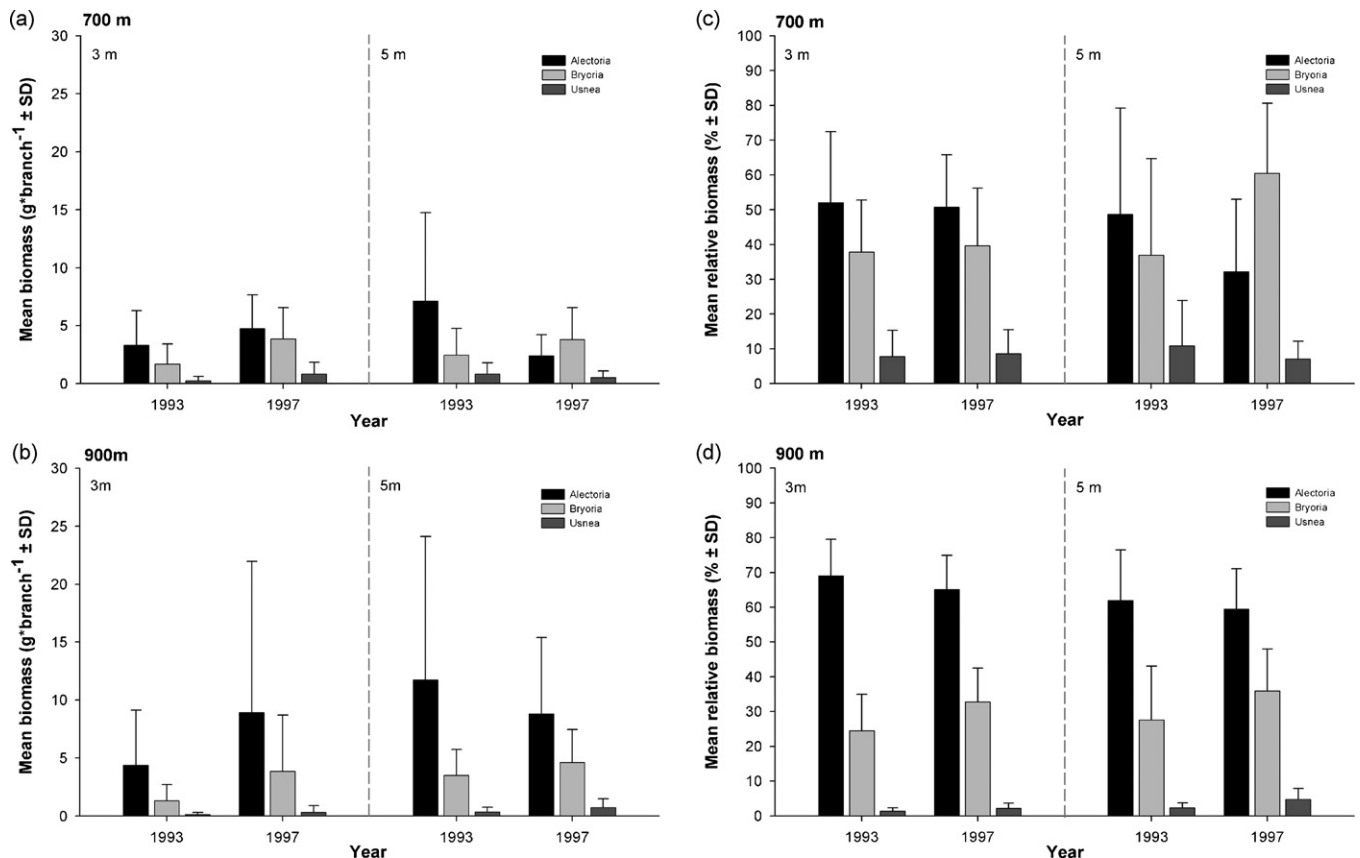 (a)
700 m
3 m
5 m
Alectoria
Bryoria
Usnea
30
25
20
15
10
5
0
Mean biomass (g*branch⁻¹ ± SD)
1993
1997
1993
1997
Year
(c)
700 m
3 m
5 m
Alectoria
Bryoria
Usnea
100
90
80
70
60
50
40
30
20
10
0
Mean relative biomass (% ± SD)
1993
1997
1993
1997
Year
(b)
900m
3m
5m
Alectoria
Bryoria
Usnea
30
25
20
15
10
5
0
Mean biomass (g*branch⁻¹ ± SD)
1993
1997
1993
1997
Year
(d)
900 m
3m
5 m
Alectoria
Bryoria
Usnea
100
90
80
70
60
50
40
30
20
10
0
Mean relative biomass (% ± SD)
1993
1997
1993
1997
Year